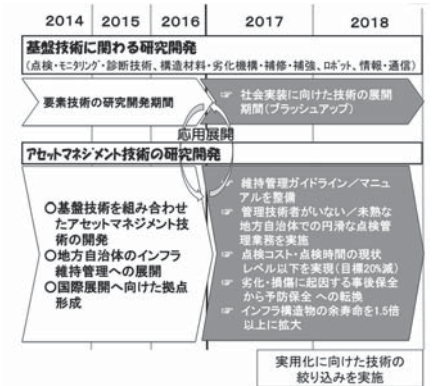 2014 2015 2016 2017 2018
基盤技術に関わる研究開発
(点検・モニタリング・診断技術、構造材料・劣化機構・補修・補強、ロボット、情報・通信)
要素技術の研究開発期間
☞ 社会実装に向けた技術の展開
期間(ブラッシュアップ)
応用展開
アセットマネジメント技術の研究開発
○基盤技術を組み合わせ
たアセットマネジメント技
術の開発
○地方自治体のインフラ
維持管理への展開
○国際展開へ向けた拠点
形成
☞ 維持管理ガイドライン/マニュ
アルを整備
☞ 管理技術者がいない/未熟な
地方自治体での円滑な点検管
理業務を実施
☞ 点検コスト・点検時間の現状
レベル以下を実現(目標20%減)
☞ 劣化・損傷に起因する事後保全
から予防保全 への転換
☞ インフラ構造物の余寿命を1.5倍
以上に拡大
実用化に向けた技術の
絞り込みを実施